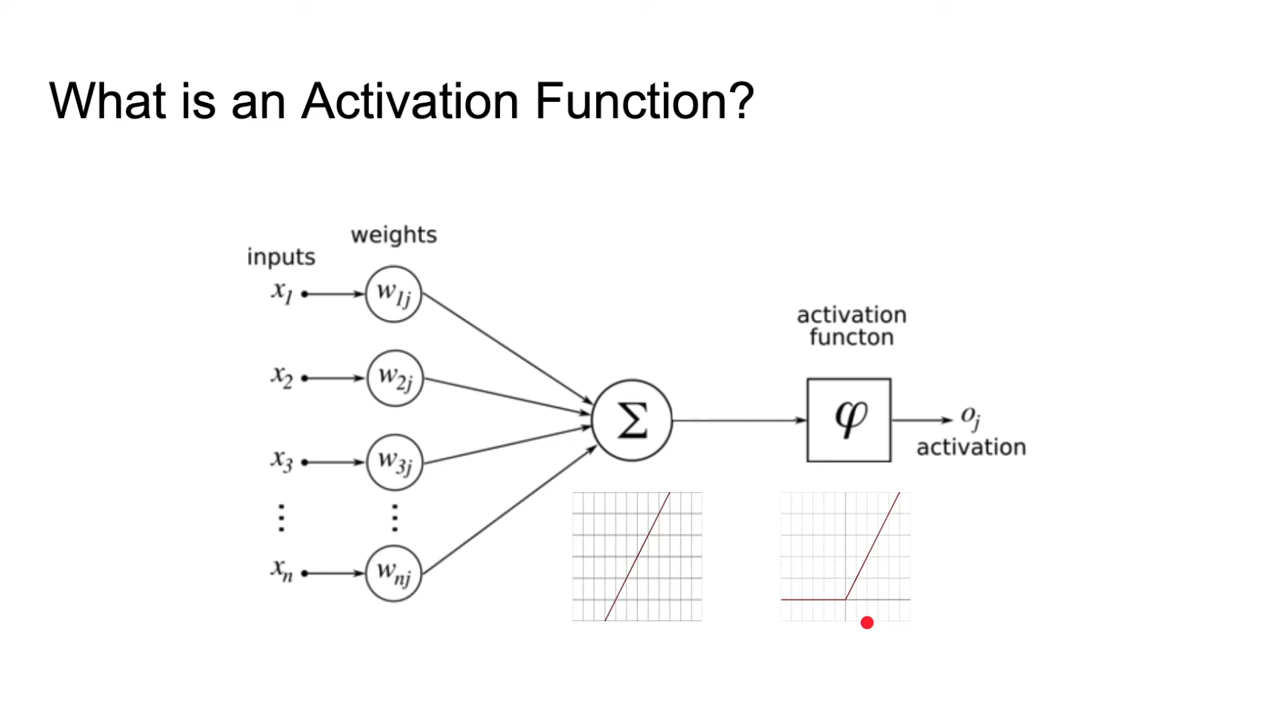 What is an Activation Function?
weights
inputs
x₁ w₁ⱼ
activation
functon
x₂ w₂ⱼ
Σ φ oⱼ
activation
x₃ w₃ⱼ
⋮ ⋮
xₙ wₙⱼ